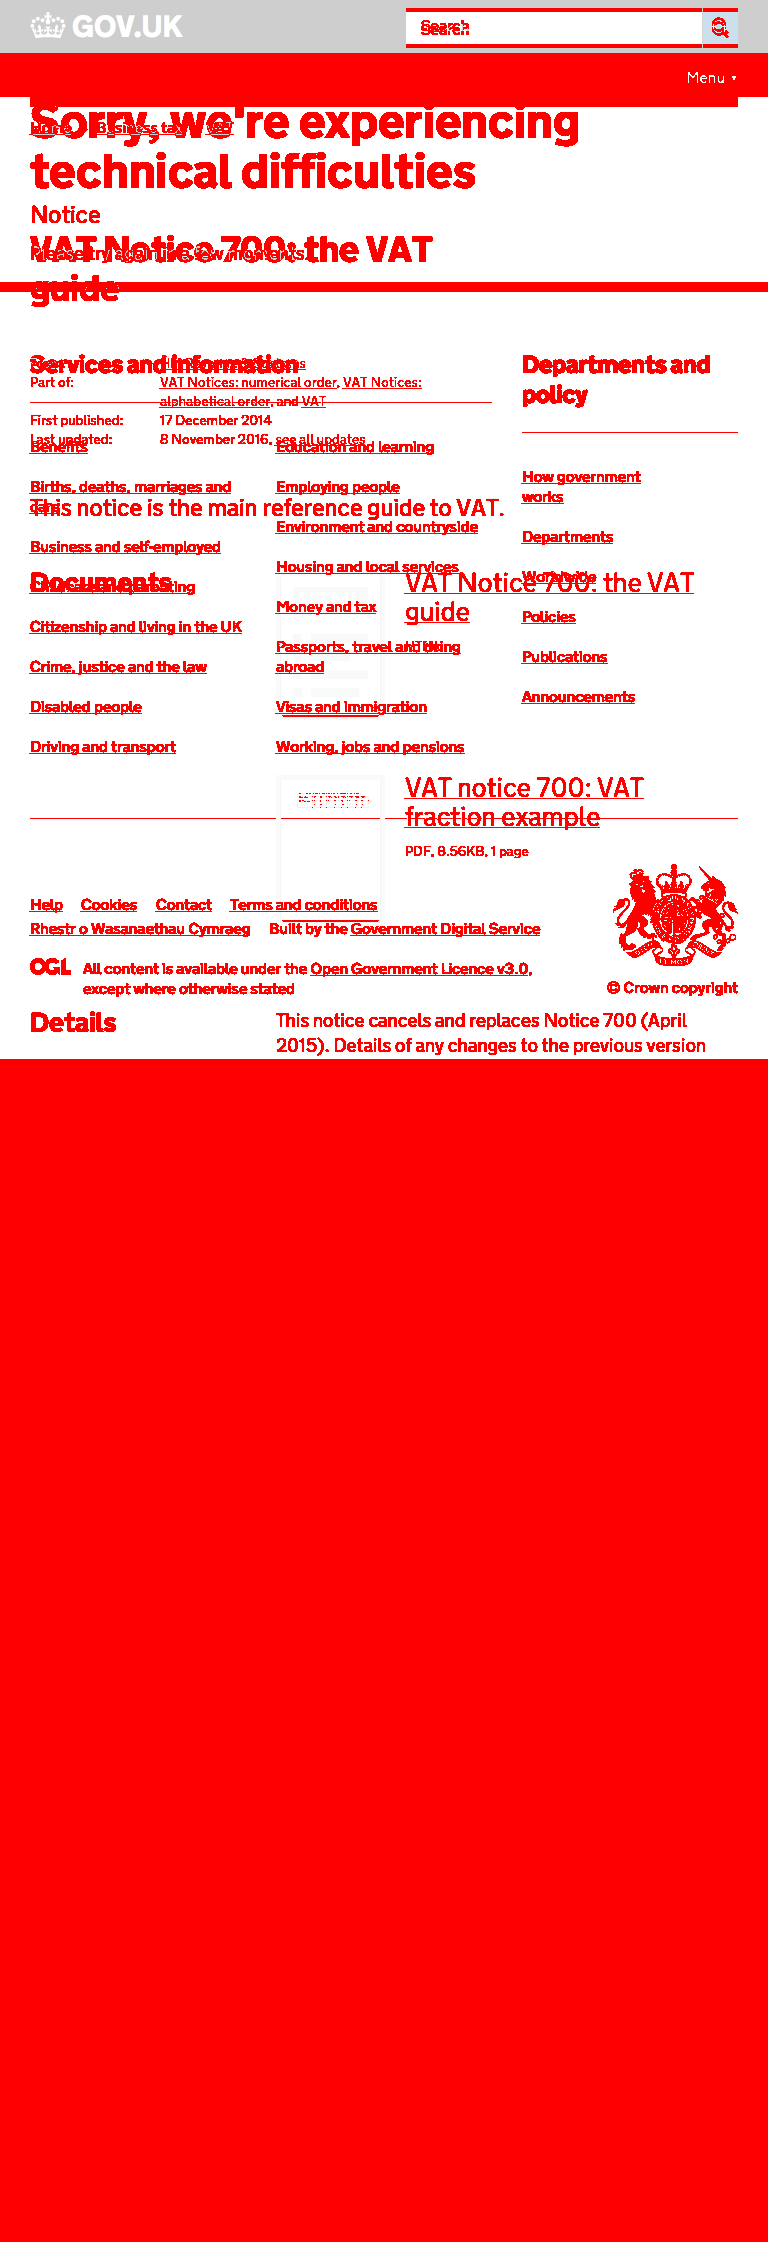 GOV.UK
Search
Search
Menu
Sorry, we're experiencing
Home Business tax VAT
technical difficulties
Notice
VAT Notice 700: the VAT
Please try again in a few moments.
guide
Services and information
Departments and
policy
Part of:
VAT Notices: numerical order, VAT Notices:
alphabetical order, and VAT
First published:
17 December 2014
Last updated:
8 November 2016, see all updates
Benefits
Education and learning
How government
works
Births, deaths, marriages and
Employing people
This notice is the main reference guide to VAT.
Environment and countryside
Departments
Business and self-employed
Housing and local services
Documents
VAT Notice 700: the VAT
guide
Money and tax
Policies
Citizenship and living in the UK
Passports, travel and living
abroad
HTML
Publications
Crime, justice and the law
Disabled people
Visas and immigration
Announcements
Driving and transport
Working, jobs and pensions
VAT notice 700: VAT
fraction example
PDF, 8.56KB, 1 page
Help Cookies Contact Terms and conditions
Rhestr o Wasanaethau Cymraeg Built by the Government Digital Service
OGL All content is available under the Open Government Licence v3.0,
except where otherwise stated
© Crown copyright
Details
This notice cancels and replaces Notice 700 (April
2015). Details of any changes to the previous version